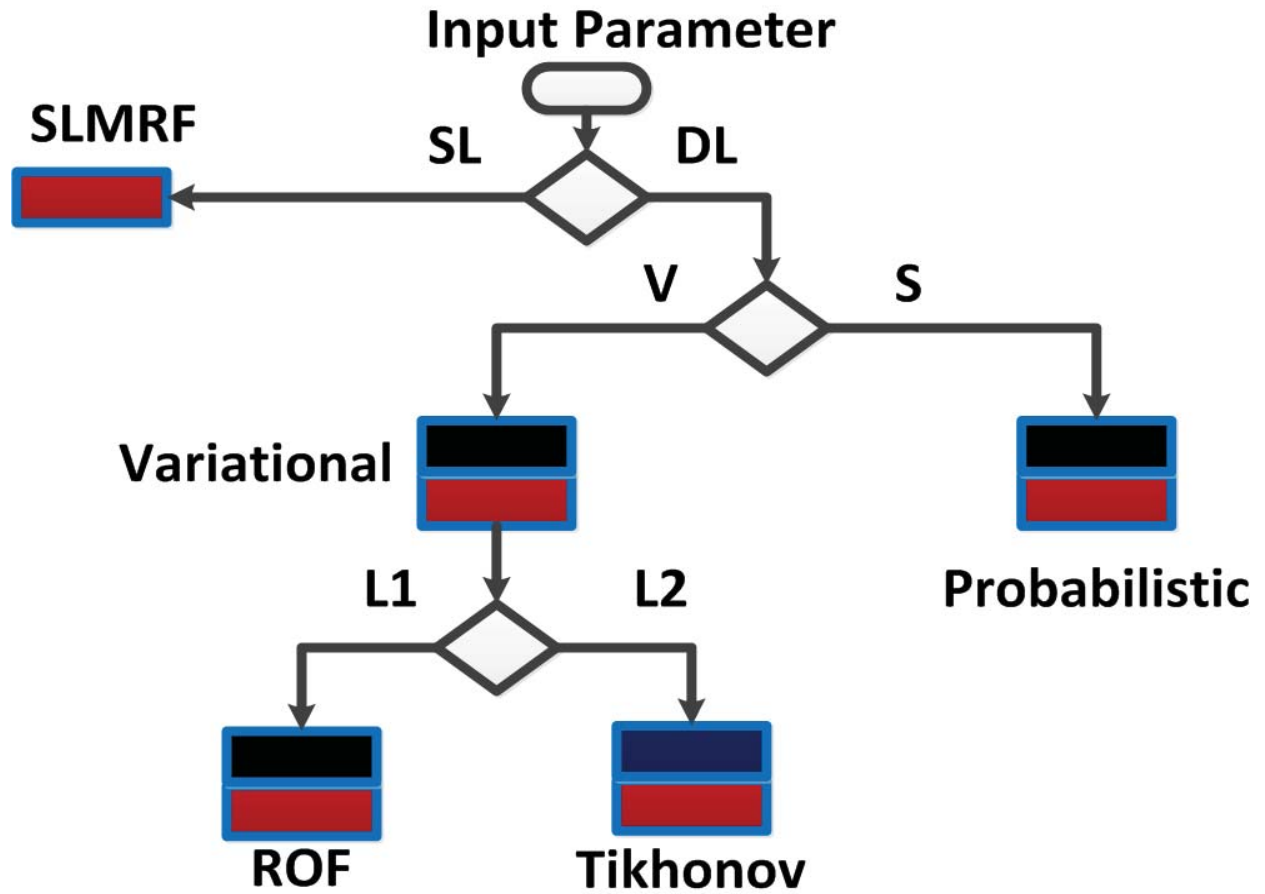 Input Parameter
SLMRF
SL
DL
V
S
Variational
L1
L2
Probabilistic
ROF
Tikhonov